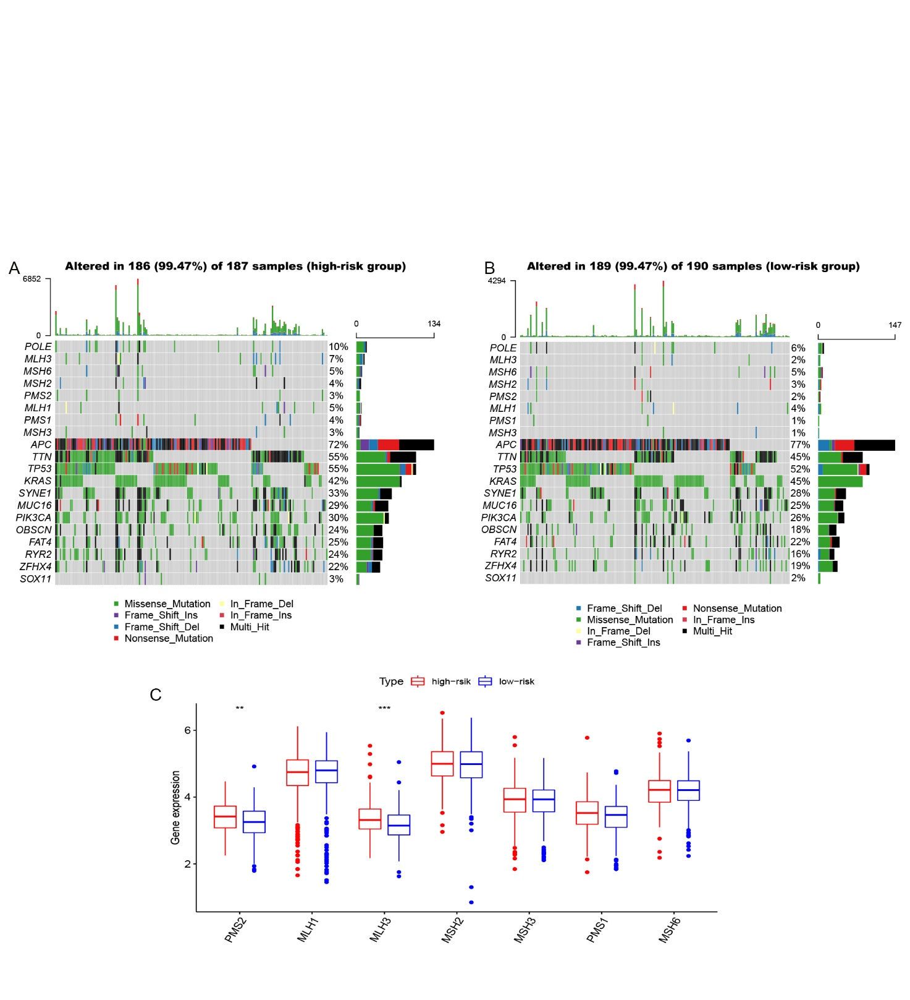 A
Altered in 186 (99.47%) of 187 samples (high-risk group)
6852
0
0 134
POLE 10%
MLH3 7%
MSH6 5%
MSH2 4%
PMS2 3%
MLH1 5%
PMS1 4%
MSH3 3%
APC 72%
TTN 55%
TP53 55%
KRAS 42%
SYNE1 33%
MUC16 29%
PIK3CA 30%
OBSCN 24%
FAT4 25%
RYR2 24%
ZFHX4 22%
SOX11 3%
Missense_Mutation In_Frame_Del
Frame_Shift_Ins In_Frame_Ins
Frame_Shift_Del Multi_Hit
Nonsense_Mutation
B
Altered in 189 (99.47%) of 190 samples (low-risk group)
4294
0
0 147
POLE 6%
MLH3 2%
MSH6 5%
MSH2 3%
PMS2 2%
MLH1 4%
PMS1 1%
MSH3 1%
APC 77%
TTN 45%
TP53 52%
KRAS 45%
SYNE1 28%
MUC16 25%
PIK3CA 26%
OBSCN 18%
FAT4 22%
RYR2 16%
ZFHX4 19%
SOX11 2%
Frame_Shift_Del Nonsense_Mutation
Missense_Mutation In_Frame_Ins
In_Frame_Del Multi_Hit
Frame_Shift_Ins
C
Type high-rsik low-risk
** ***
6
4
2
Gene expression
PMS2 MLH1 MLH3 MSH2 MSH3 PMS1 MSH6